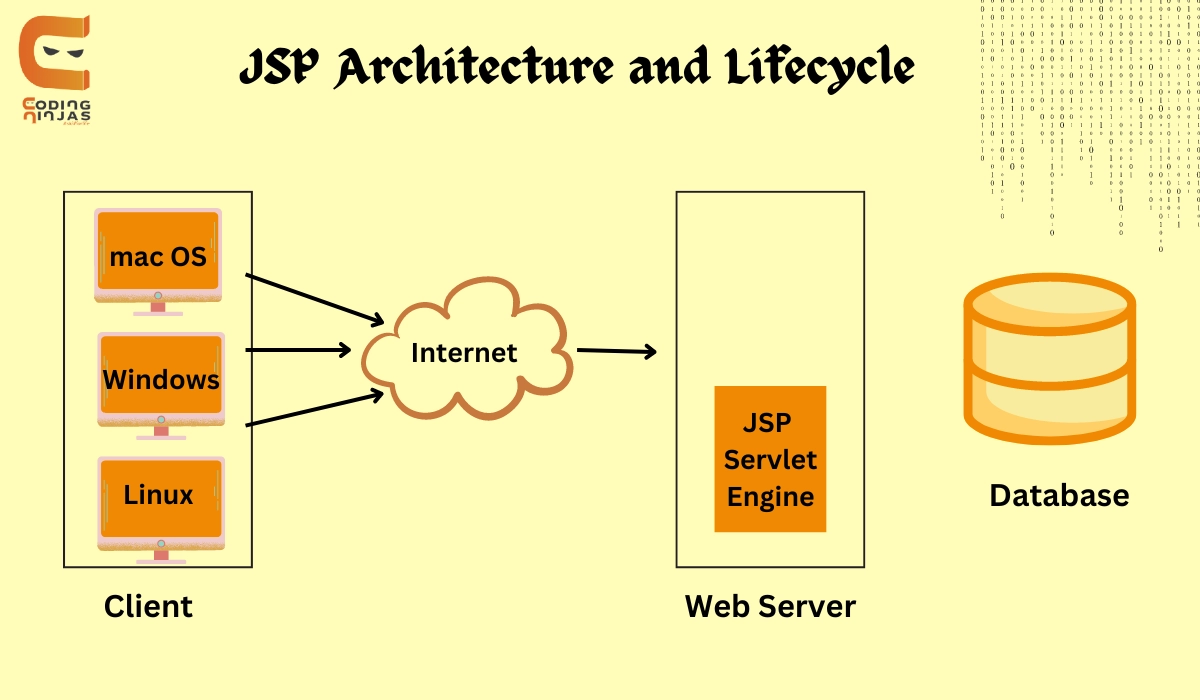 CODING
NINJAS
JSP Architecture and Lifecycle
mac OS
Windows
Linux
Client
Internet
JSP
Servlet
Engine
Web Server
Database